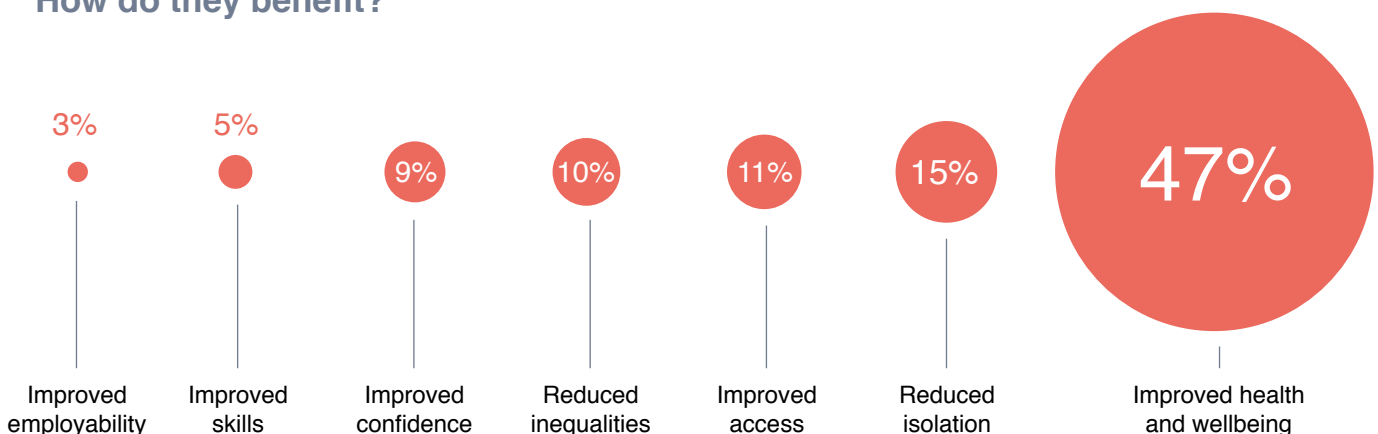 How do they benefit?
3%
5%
9%
10%
11%
15%
47%
Improved
employability
Improved
skills
Improved
confidence
Reduced
inequalities
Improved
access
Reduced
isolation
Improved health
and wellbeing